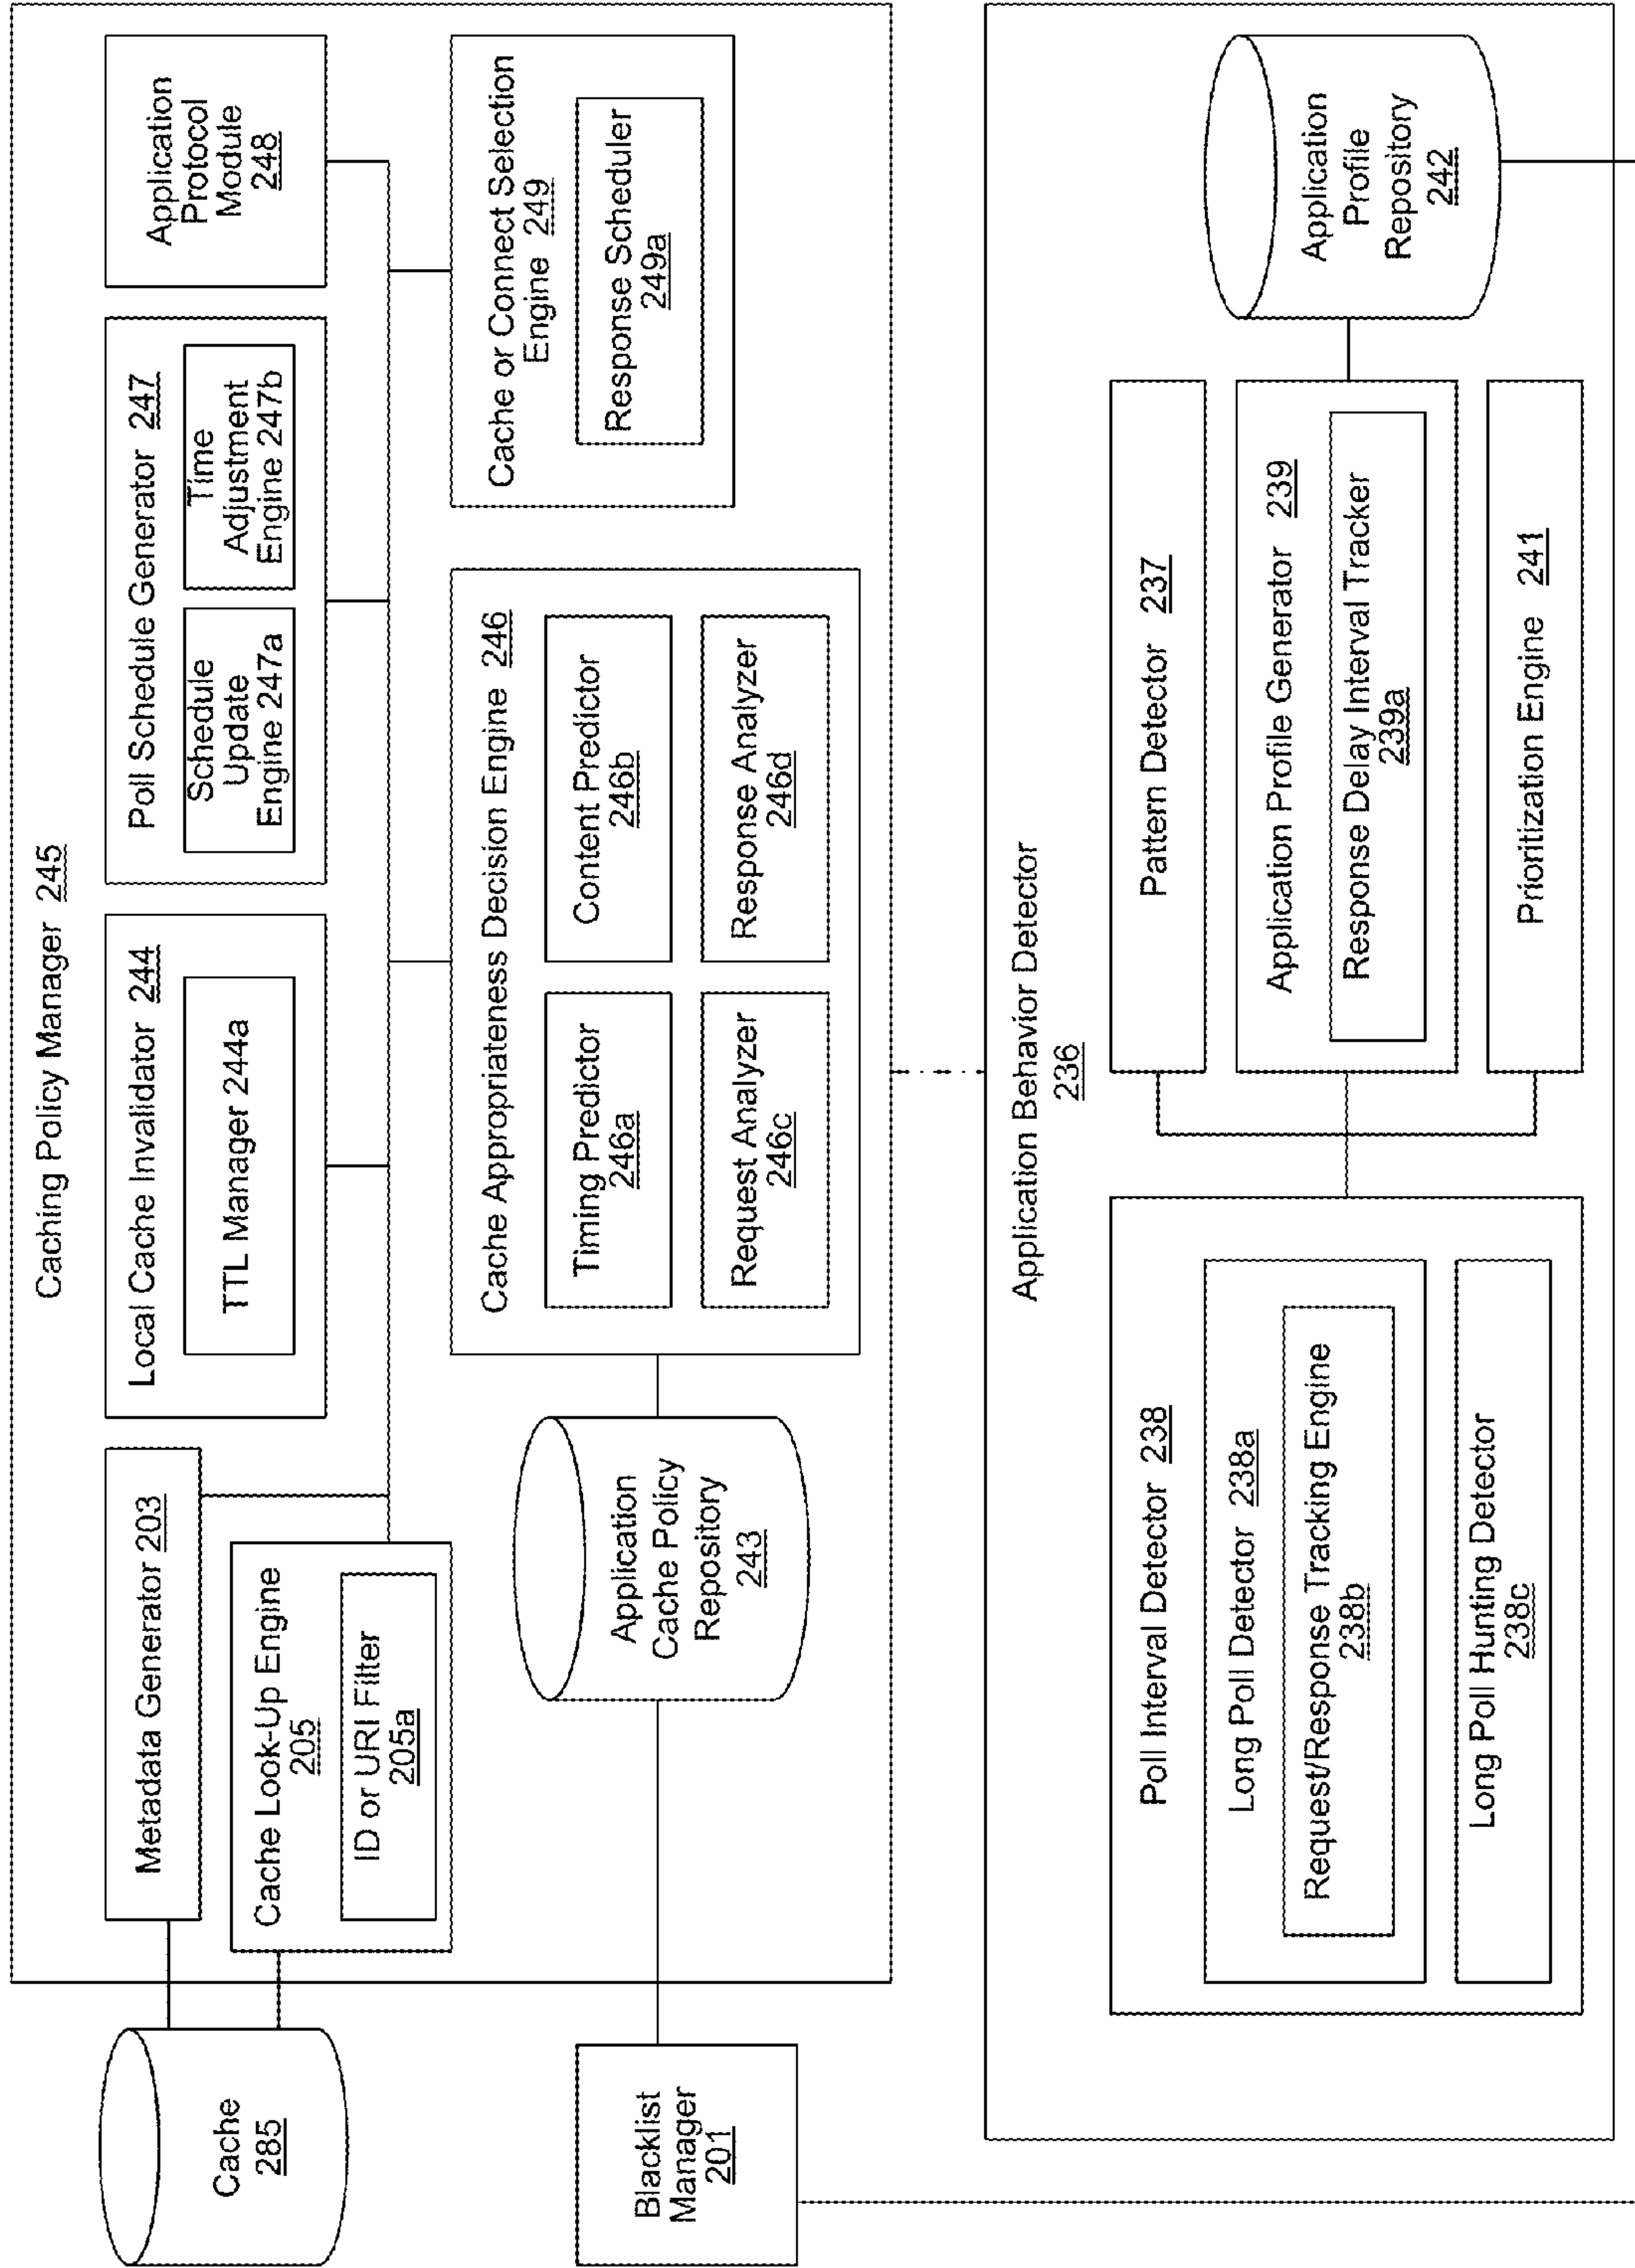 Caching Policy Manager 245
Cache
285
Metadata Generator 203
Cache Look-Up Engine
205
ID or URI Filter
205a
Local Cache Invalidator 244
TTL Manager 244a
Poll Schedule Generator 247
Schedule
Update
Engine 247a
Time
Adjustment
Engine 247b
Application
Protocol
Module
248
Blacklist
Manager
201
Application
Cache Policy
Repository
243
Cache Appropriateness Decision Engine 246
Timing Predictor
246a
Content Predictor
246b
Request Analyzer
246c
Response Analyzer
246d
Cache or Connect Selection
Engine 249
Response Scheduler
249a
Application Behavior Detector
236
Poll Interval Detector 238
Long Poll Detector 238a
Request/Response Tracking Engine
238b
Long Poll Hunting Detector
238c
Pattern Detector 237
Application Profile Generator 239
Response Delay Interval Tracker
239a
Prioritization Engine 241
Application
Profile
Repository
242